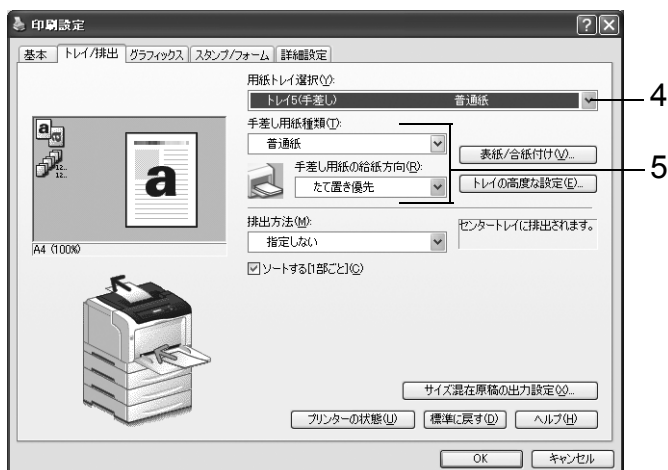 印刷設定
基本 トレイ/排出 グラフィックス スタンプ/フォーム 詳細設定
用紙トレイ選択(Y):
トレイ5(手差し) 普通紙
4
手差し用紙種類(T):
普通紙
表紙/合紙付け(V)...
5
手差し用紙の給紙方向(R):
たて置き優先
トレイの高度な設定(E)...
a
12..
12..
a
A4 (100%)
排出方法(M):
指定しない
センタートレイに排出されます。
ソートする[1部ごと](C)
サイズ混在原稿の出力設定(X)...
プリンターの状態(U) 標準に戻す(D) ヘルプ(H)
OK キャンセル